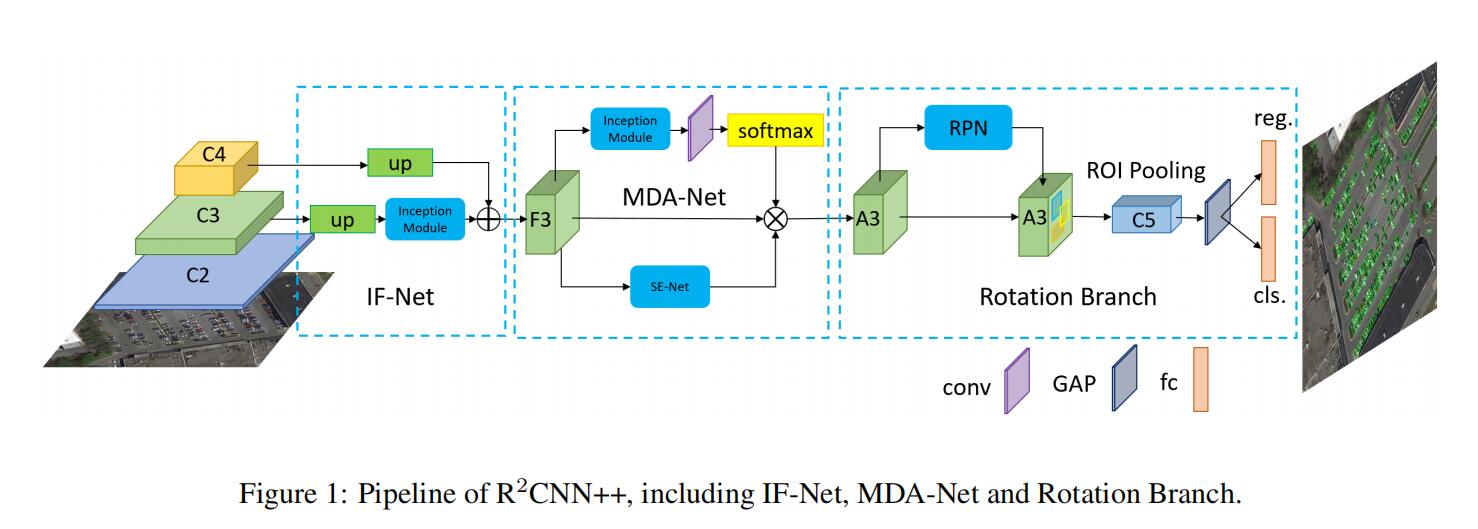 C4
up
C3
up
Inception
Module
C2
IF-Net
F3
Inception
Module
softmax
MDA-Net
SE-Net
A3
RPN
A3
ROI Pooling
C5
reg.
cls.
Rotation Branch
conv
GAP
fc
Figure 1: Pipeline of R²CNN++, including IF-Net, MDA-Net and Rotation Branch.